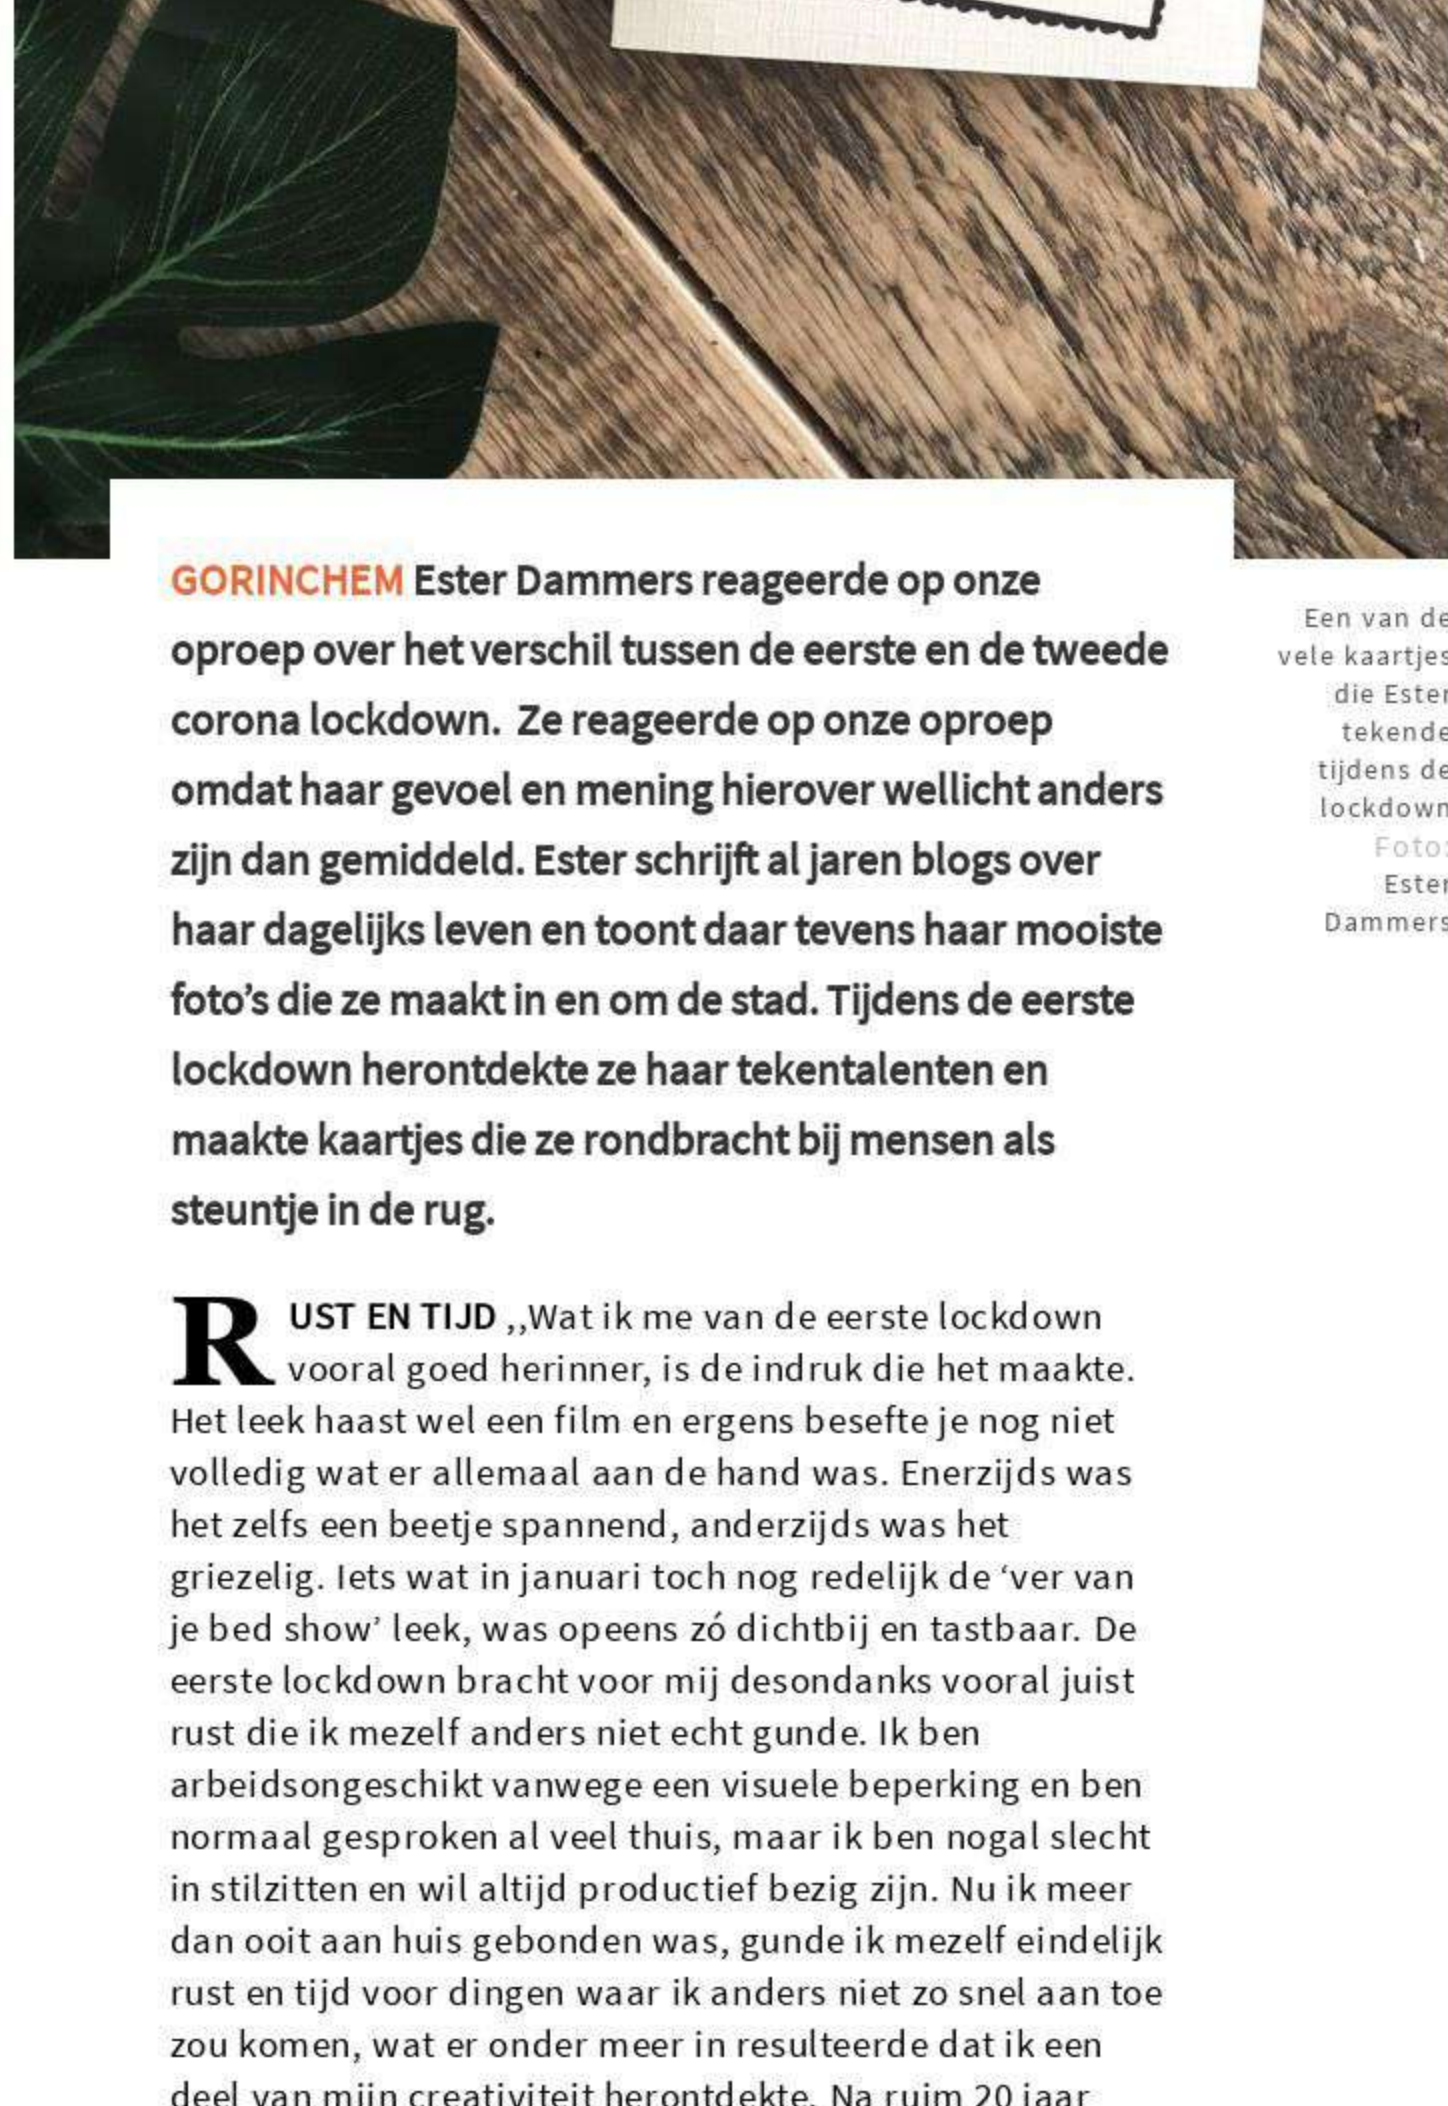 GORINCHEM Ester Dammers reageerde op onze
oproep over het verschil tussen de eerste en de tweede
corona lockdown. Ze reageerde op onze oproep
omdat haar gevoel en mening hierover wellicht anders
zijn dan gemiddeld. Ester schrijft al jaren blogs over
haar dagelijks leven en toont daar tevens haar mooiste
foto’s die ze maakt in en om de stad. Tijdens de eerste
lockdown herontdekte ze haar tekentalenten en
maakte kaartjes die ze rondbracht bij mensen als
steuntje in de rug.
Een van de
vele kaartjes
die Ester
tekende
tijdens de
lockdown
Foto:
Ester
Dammers
RUST EN TIJD ,,Wat ik me van de eerste lockdown
vooral goed herinner, is de indruk die het maakte.
Het leek haast wel een film en ergens besefte je nog niet
volledig wat er allemaal aan de hand was. Enerzijds was
het zelfs een beetje spannend, anderzijds was het
griezelig. Iets wat in januari toch nog redelijk de ‘ver van
je bed show’ leek, was opeens zó dichtbij en tastbaar. De
eerste lockdown bracht voor mij desondanks vooral juist
rust die ik mezelf anders niet echt gunde. Ik ben
arbeidsongeschikt vanwege een visuele beperking en ben
normaal gesproken al veel thuis, maar ik ben nogal slecht
in stilzitten en wil altijd productief bezig zijn. Nu ik meer
dan ooit aan huis gebonden was, gunde ik mezelf eindelijk
rust en tijd voor dingen waar ik anders niet zo snel aan toe
zou komen, wat er onder meer in resulteerde dat ik een
deel van mijn creativiteit herontdekte. Na ruim 20 jaar